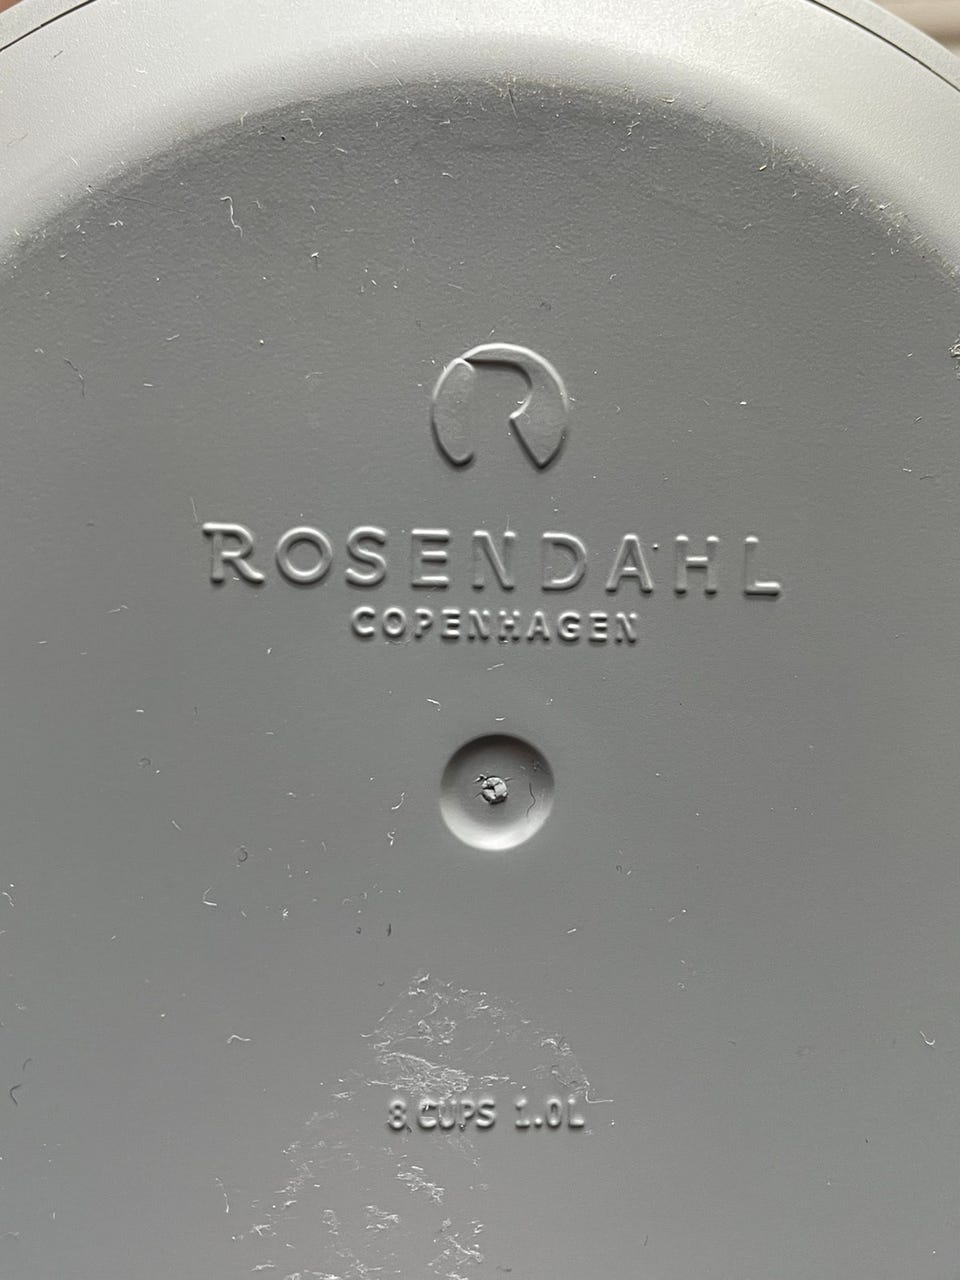 ROSENDAHL
COPENHAGEN
8 CUPS 1.0L